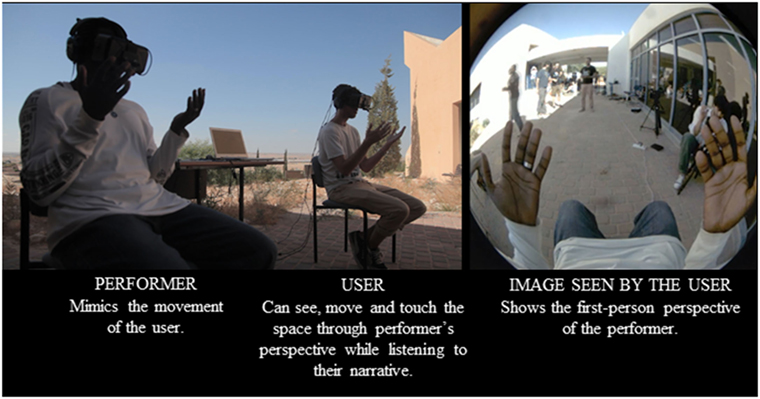 PERFORMER
Mimics the movement
of the user.
USER
Can see, move and touch the
space through performer's
perspective while listening to
their narrative.
IMAGE SEEN BY THE USER
Shows the first-person perspective
of the performer.